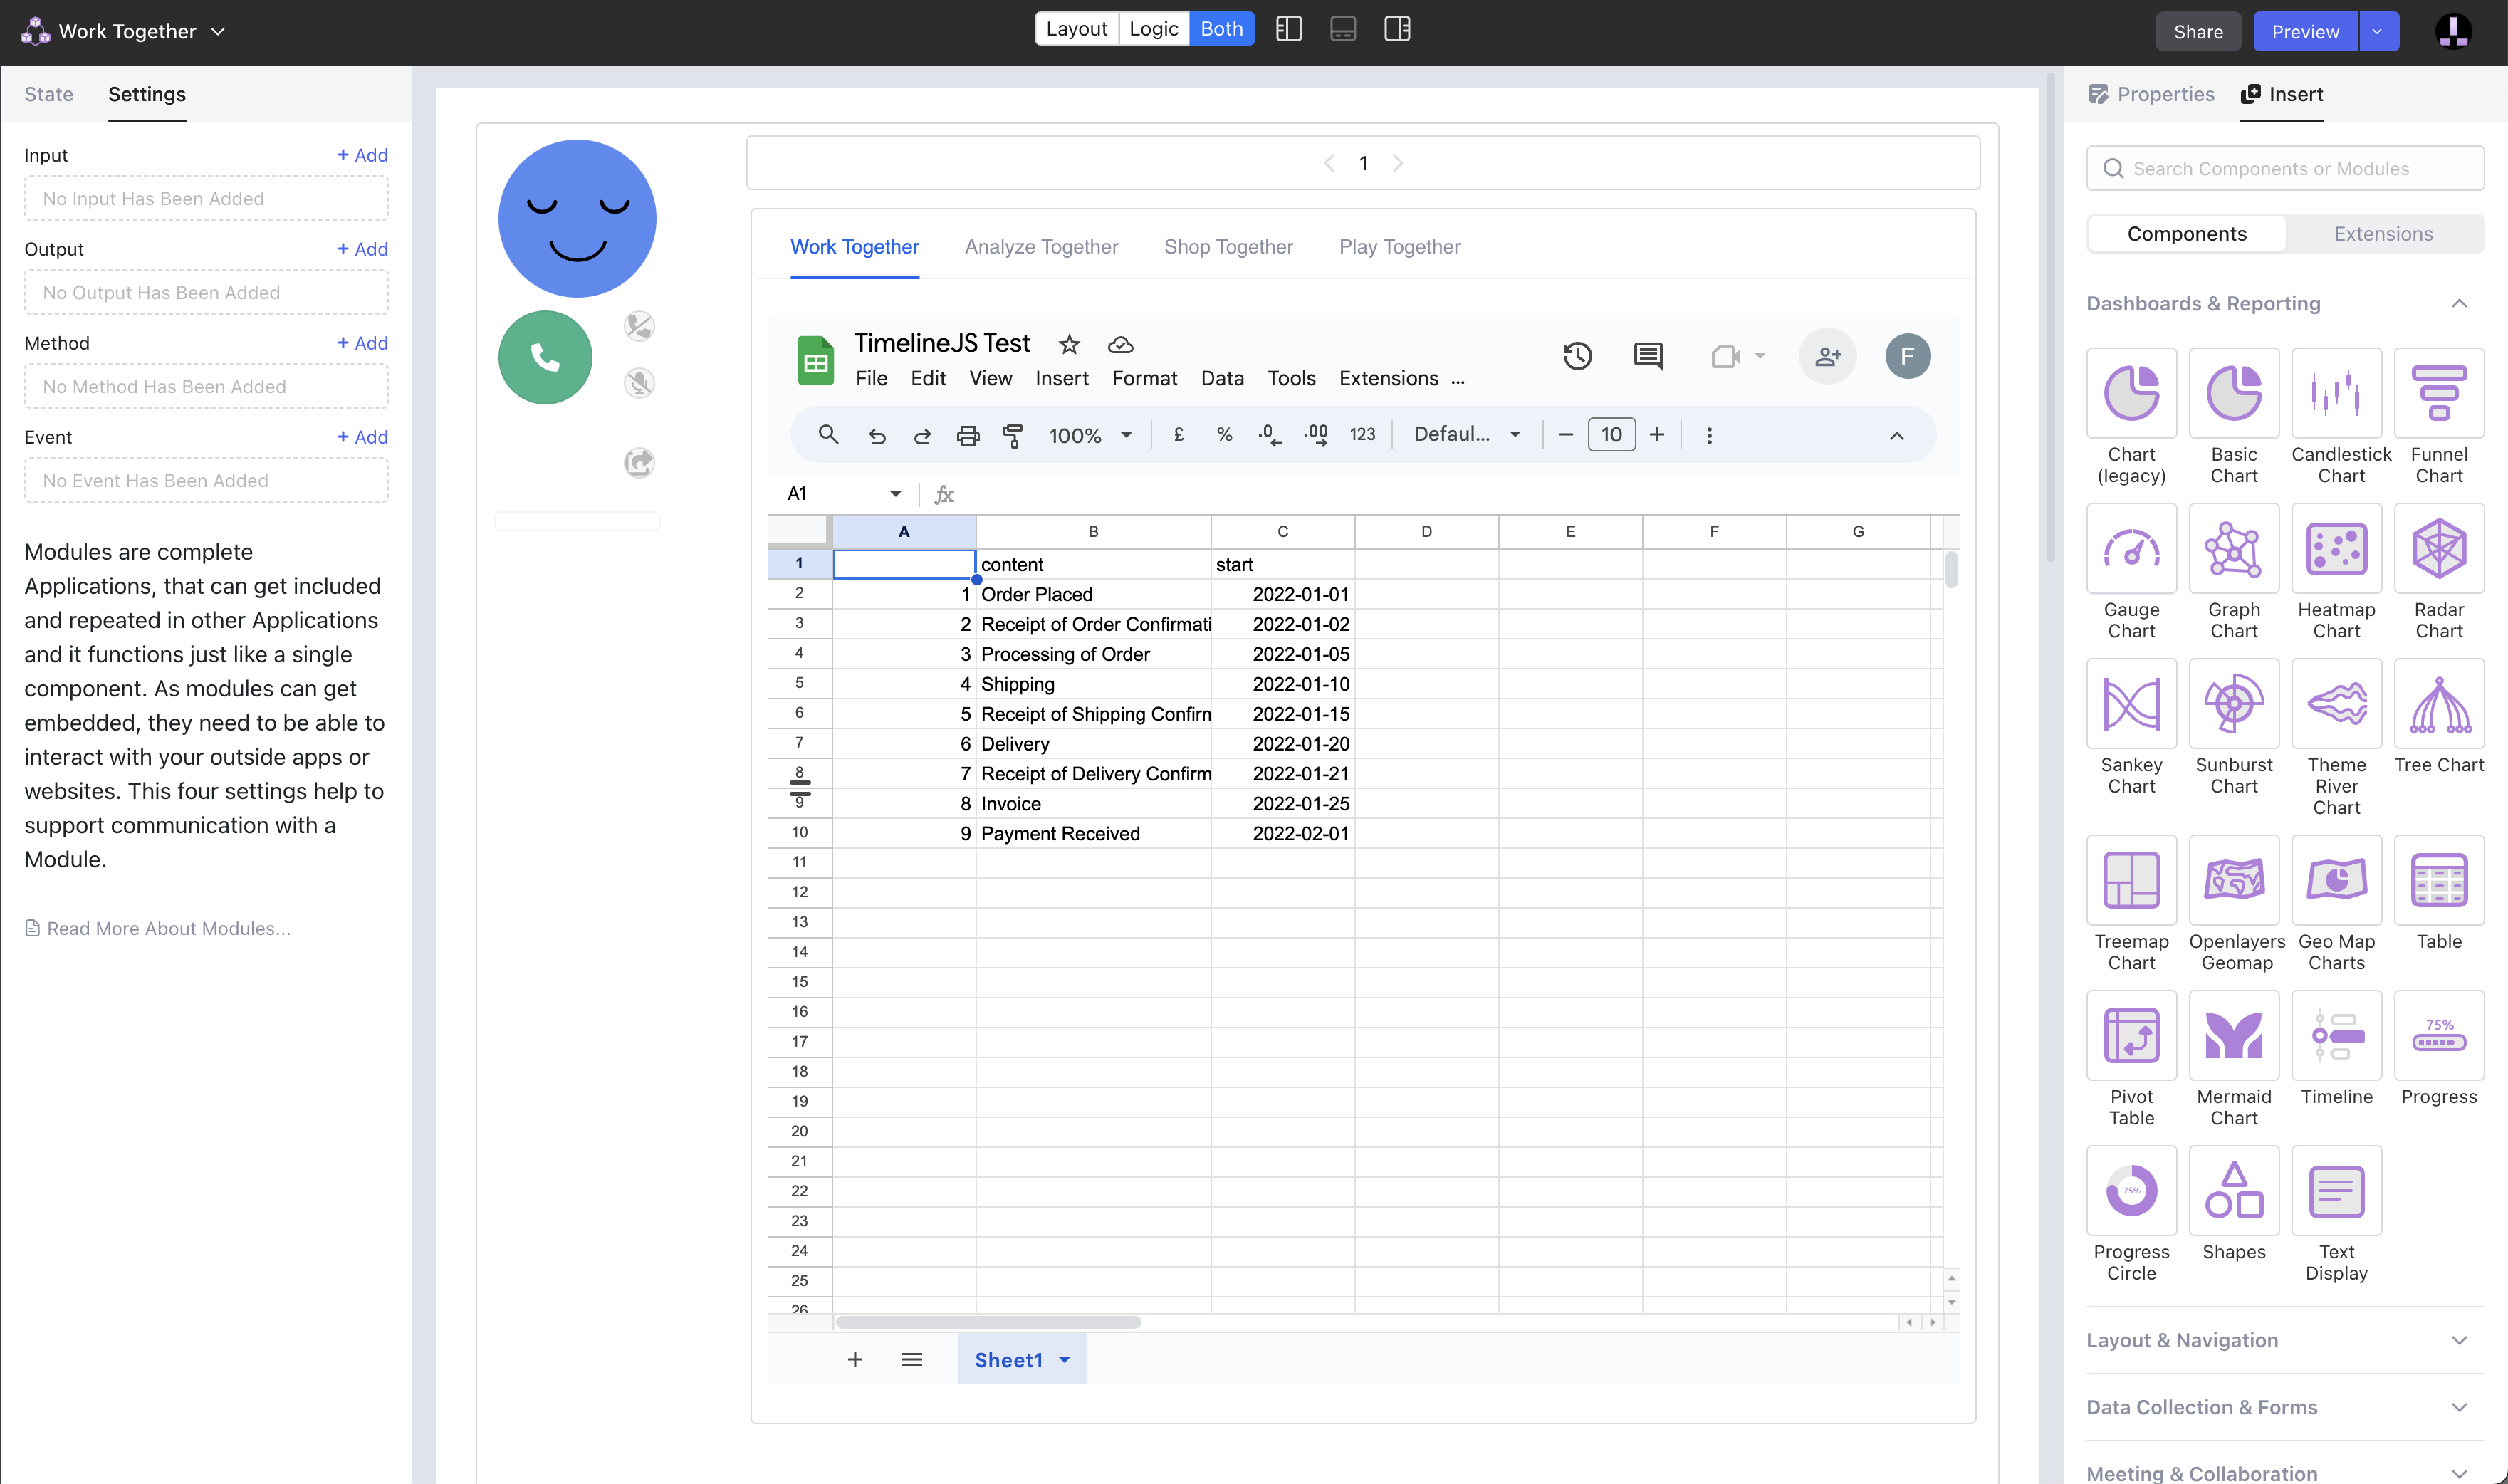 Work Together
Layout Logic Both
Share Preview
State Settings
Input + Add
No Input Has Been Added
Output + Add
No Output Has Been Added
Method + Add
No Method Has Been Added
Event + Add
No Event Has Been Added
Modules are complete
Applications, that can get included
and repeated in other Applications
and it functions just like a single
component. As modules can get
embedded, they need to be able to
interact with your outside apps or
websites. This four settings help to
support communication with a
Module.
Read More About Modules...
1
Work Together Analyze Together Shop Together Play Together
TimelineJS Test
File Edit View Insert Format Data Tools Extensions ...
F
100% £ % .0 .00 123 Defaul... 10
A1 fx
A B C D E F G
1 content start
2 1 Order Placed 2022-01-01
3 2 Receipt of Order Confirmati 2022-01-02
4 3 Processing of Order 2022-01-05
5 4 Shipping 2022-01-10
6 5 Receipt of Shipping Confirn 2022-01-15
7 6 Delivery 2022-01-20
8 7 Receipt of Delivery Confirm 2022-01-21
9 8 Invoice 2022-01-25
10 9 Payment Received 2022-02-01
11
12
13
14
15
16
17
18
19
20
21
22
23
24
25
26
Sheet1
Properties Insert
Search Components or Modules
Components Extensions
Dashboards & Reporting
Chart Basic Candlestick Funnel
(legacy) Chart Chart Chart
Gauge Graph Heatmap Radar
Chart Chart Chart Chart
Sankey Sunburst Theme Tree Chart
Chart Chart River
Chart
Treemap Openlayers Geo Map Table
Chart Geomap Charts
75%
Pivot Mermaid Timeline Progress
Table Chart
75%
Progress Shapes Text
Circle Display
Layout & Navigation
Data Collection & Forms
Meeting & Collaboration